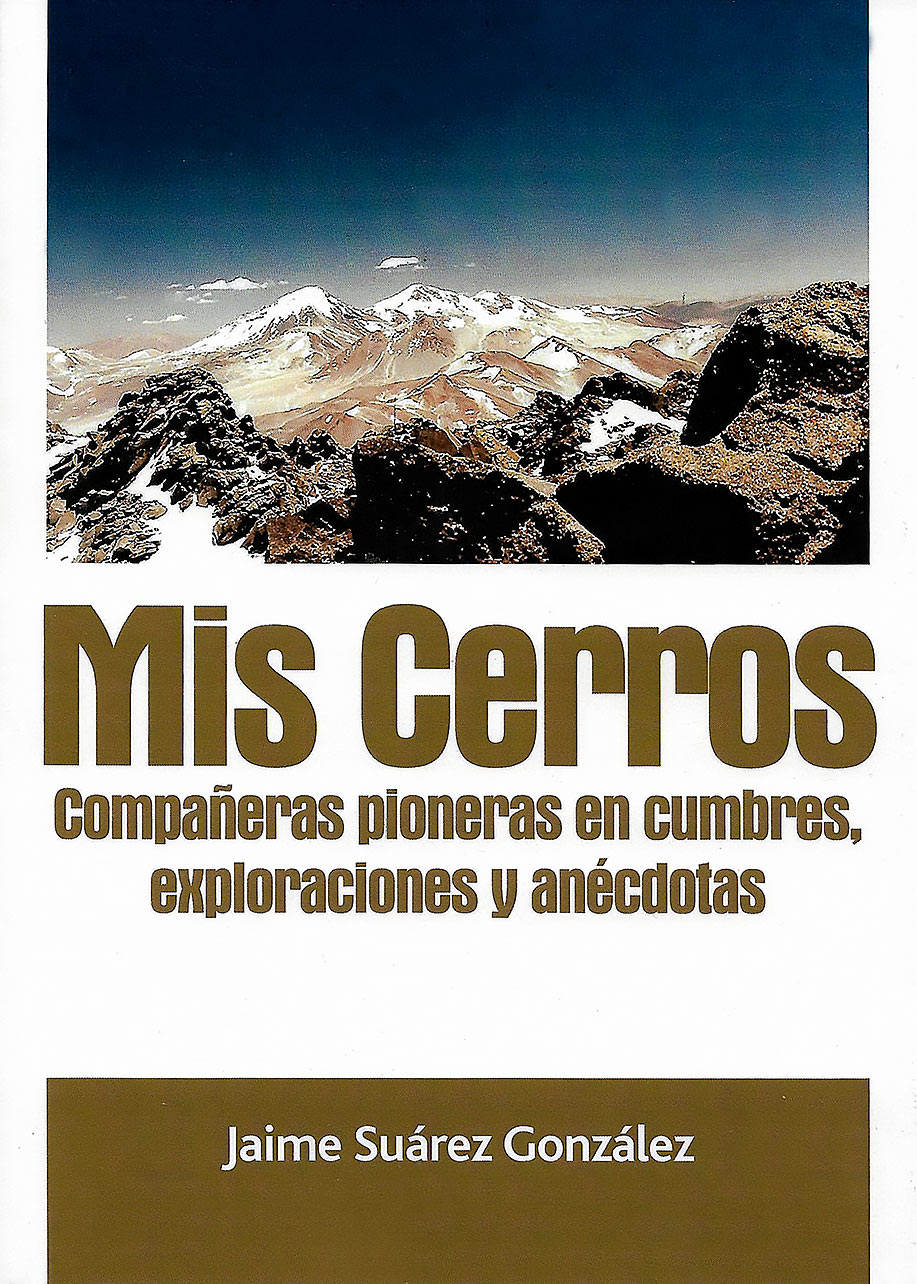 Mis Cerros
Compañeras pioneras en cumbres,
exploraciones y anécdotas
Jaime Suárez González